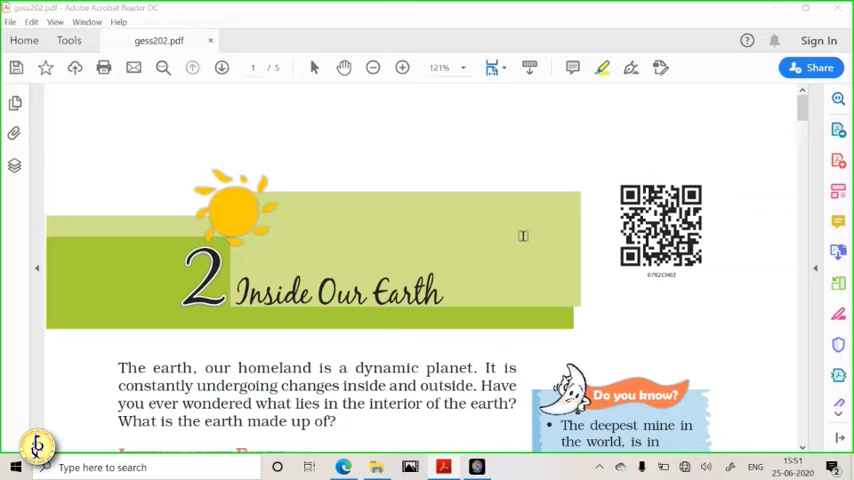 gess202.pdf - Adobe Acrobat Reader DC
File Edit View Window Help
Home Tools gess202.pdf × Sign In
1 / 5 121% Share
0762CH02
2 Inside Our Earth
The earth, our homeland is a dynamic planet. It is
constantly undergoing changes inside and outside. Have
you ever wondered what lies in the interior of the earth?
What is the earth made up of?
Do you know?
• The deepest mine in
the world, is in
Type here to search
ENG
15:51
25-06-2020
2